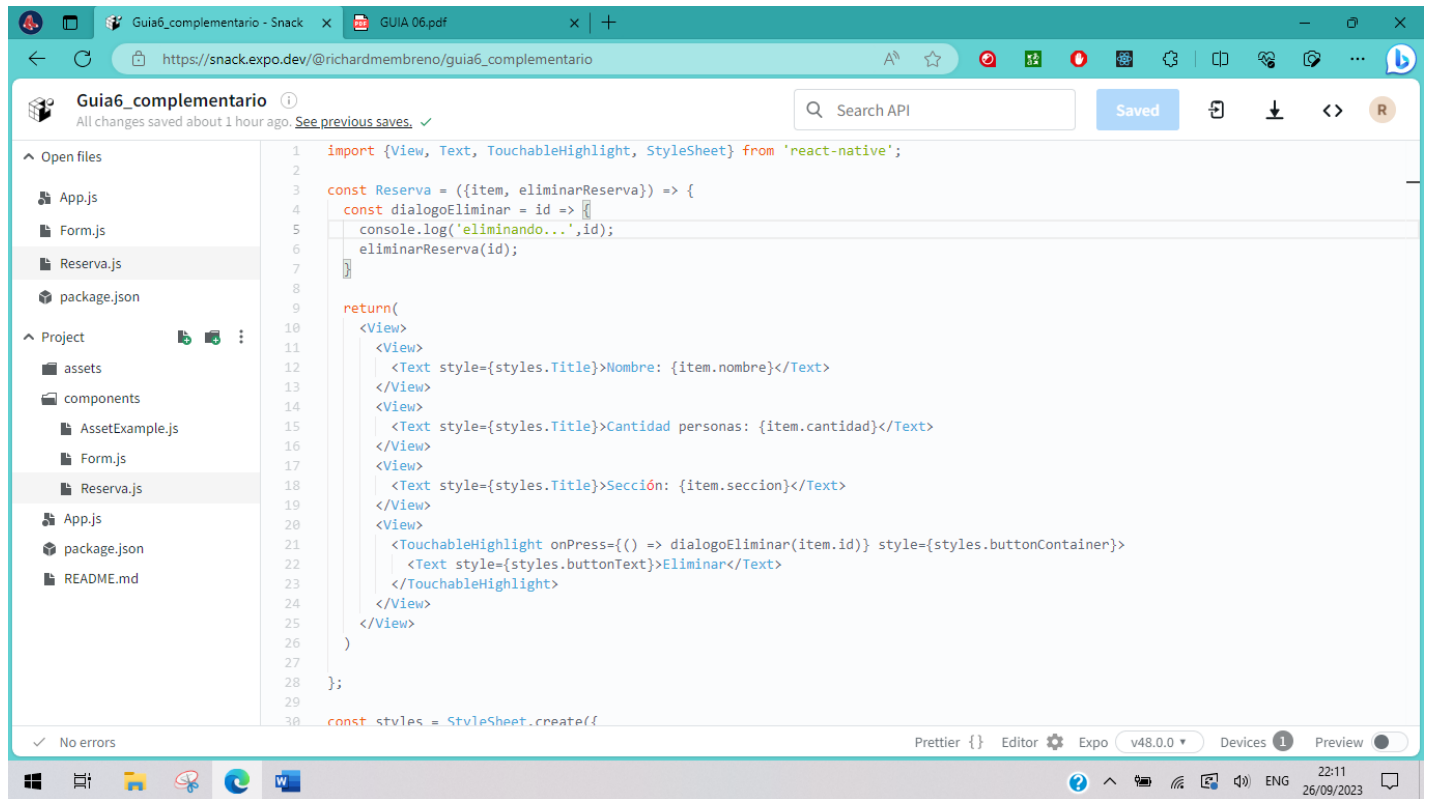 Guia6_complementario - Snack
GUIA 06.pdf
https://snack.expo.dev/@richardmembreno/guia6_complementario
Guia6_complementario
All changes saved about 1 hour ago. See previous saves.
Search API
Saved
R
Open files
App.js
Form.js
Reserva.js
package.json
Project
assets
components
AssetExample.js
Form.js
Reserva.js
App.js
package.json
README.md
1 import {View, Text, TouchableHighlight, StyleSheet} from 'react-native';
2
3 const Reserva = ({item, eliminarReserva}) => {
4 const dialogoEliminar = id => {
5 console.log('eliminando...',id);
6 eliminarReserva(id);
7 }
8
9 return(
10 <View>
11 <View>
12 <Text style={styles.Title}>Nombre: {item.nombre}</Text>
13 </View>
14 <View>
15 <Text style={styles.Title}>Cantidad personas: {item.cantidad}</Text>
16 </View>
17 <View>
18 <Text style={styles.Title}>Sección: {item.seccion}</Text>
19 </View>
20 <View>
21 <TouchableHighlight onPress={() => dialogoEliminar(item.id)} style={styles.buttonContainer}>
22 <Text style={styles.buttonText}>Eliminar</Text>
23 </TouchableHighlight>
24 </View>
25 </View>
26 )
27
28 };
29
30 const styles = StyleSheet.create({
No errors
Prettier {} Editor Expo v48.0.0 Devices 1 Preview
ENG
22:11
26/09/2023